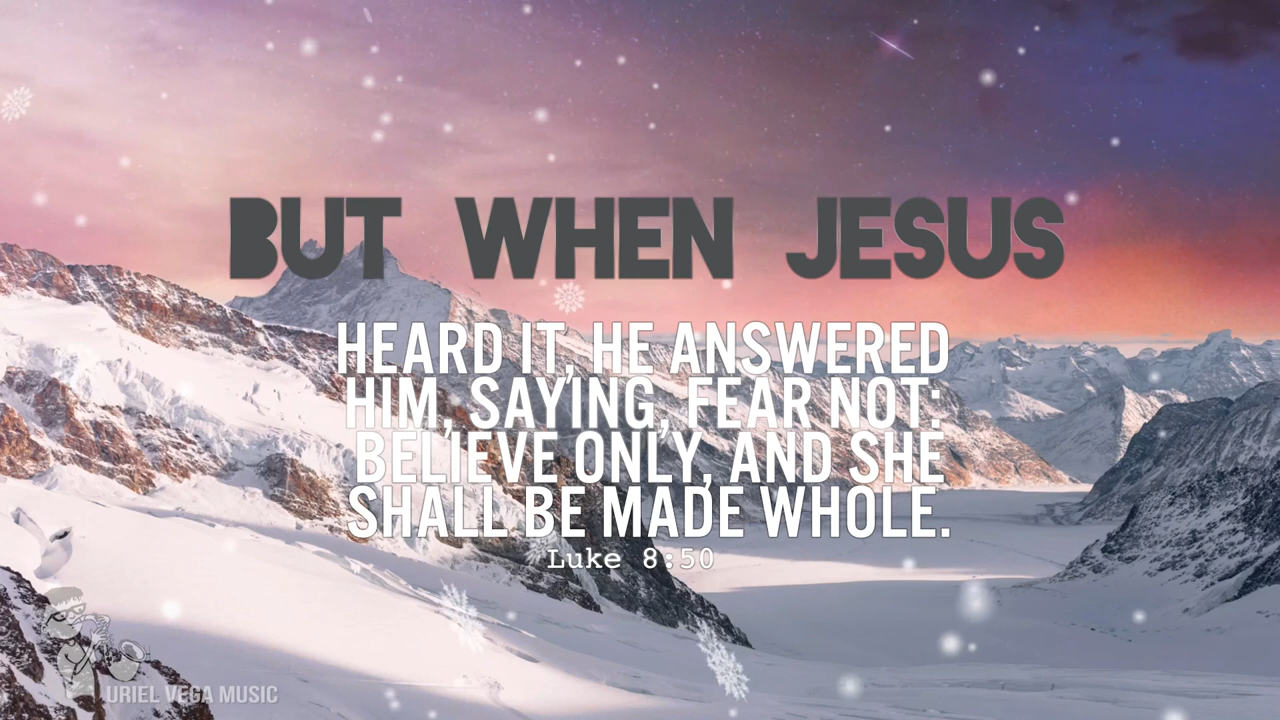 BUT WHEN JESUS
HEARD IT, HE ANSWERED
HIM, SAYING, FEAR NOT:
BELIEVE ONLY, AND SHE
SHALL BE MADE WHOLE.
Luke 8:50
URIEL VEGA MUSIC